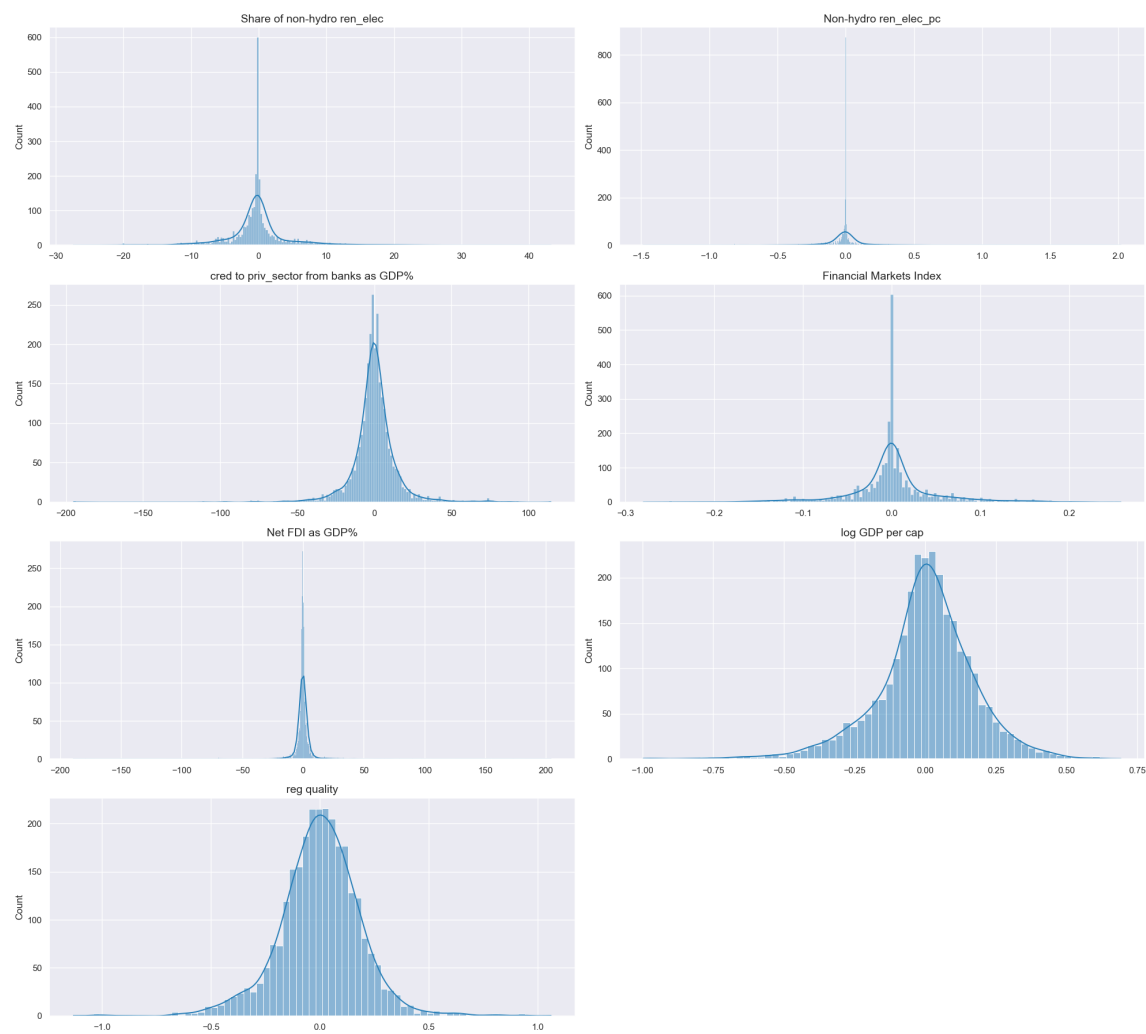 Share of non-hydro ren_elec
Count
600
500
400
300
200
100
0
−30 −20 −10 0 10 20 30 40
Non-hydro ren_elec_pc
Count
800
600
400
200
0
−1.5 −1.0 −0.5 0.0 0.5 1.0 1.5 2.0
cred to priv_sector from banks as GDP%
Count
250
200
150
100
50
0
−200 −150 −100 −50 0 50 100
Financial Markets Index
Count
600
500
400
300
200
100
0
−0.3 −0.2 −0.1 0.0 0.1 0.2
Net FDI as GDP%
Count
250
200
150
100
50
0
−200 −150 −100 −50 0 50 100 150 200
log GDP per cap
Count
200
150
100
50
0
−1.00 −0.75 −0.50 −0.25 0.00 0.25 0.50 0.75
reg quality
Count
200
150
100
50
0
−1.0 −0.5 0.0 0.5 1.0